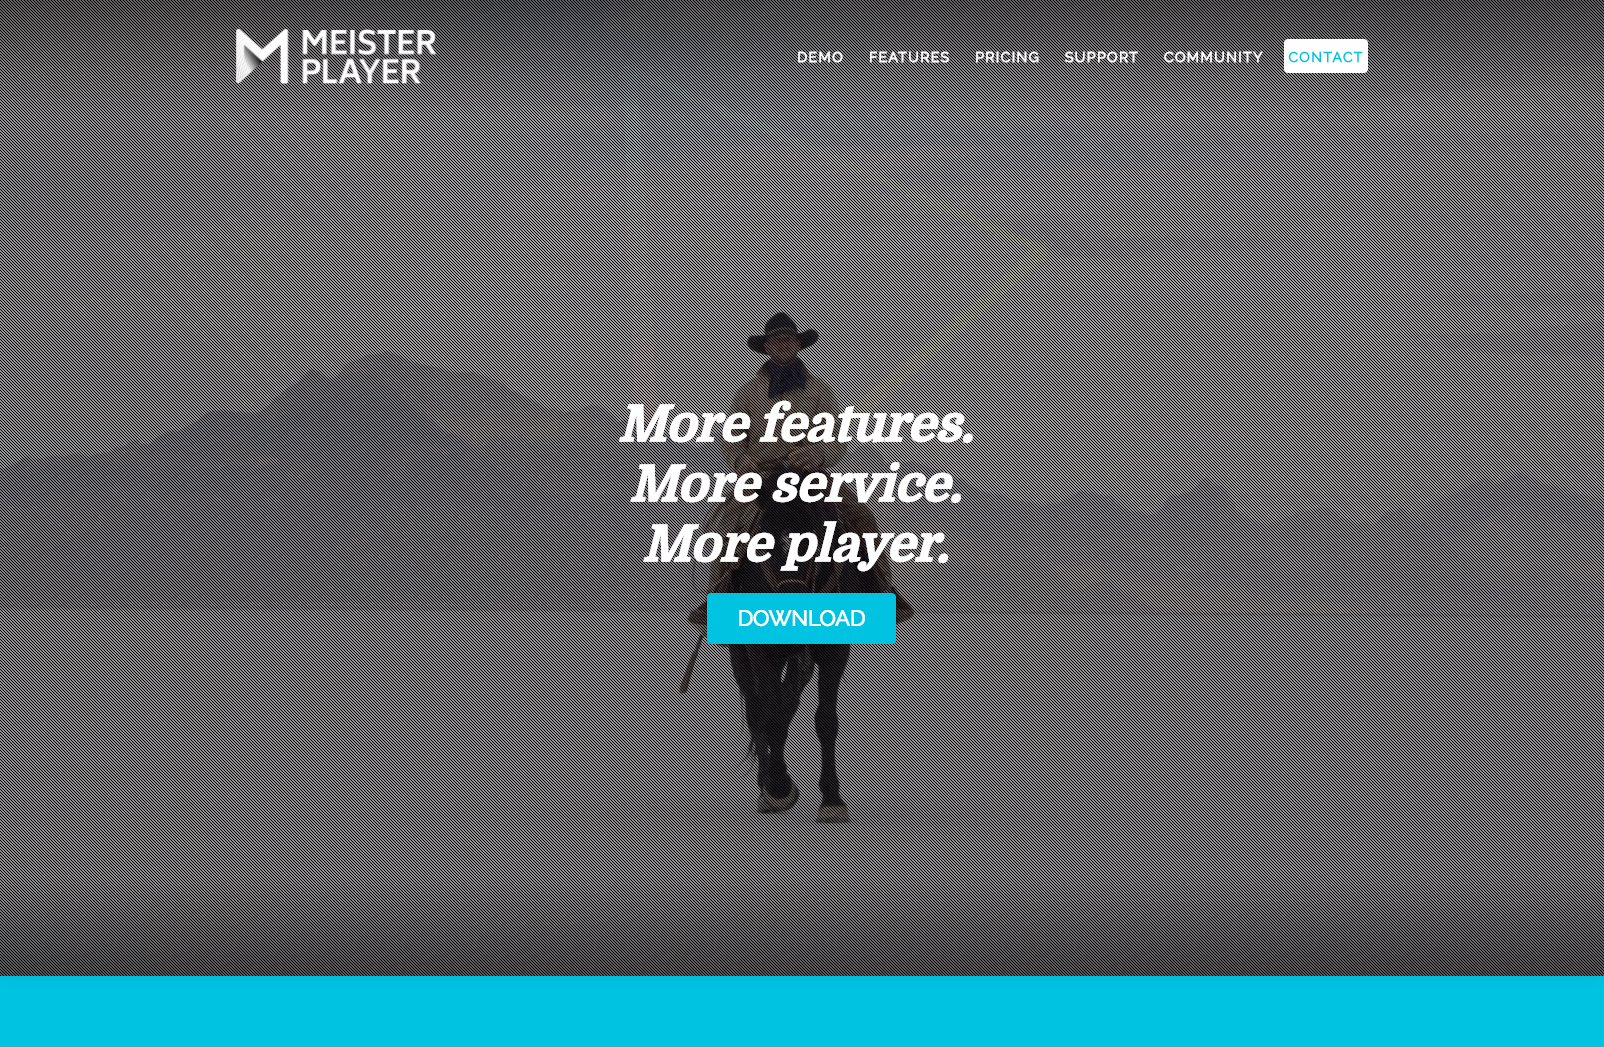 MEISTER
PLAYER
DEMO
FEATURES
PRICING
SUPPORT
COMMUNITY
CONTACT
More features.
More service.
More player.
DOWNLOAD